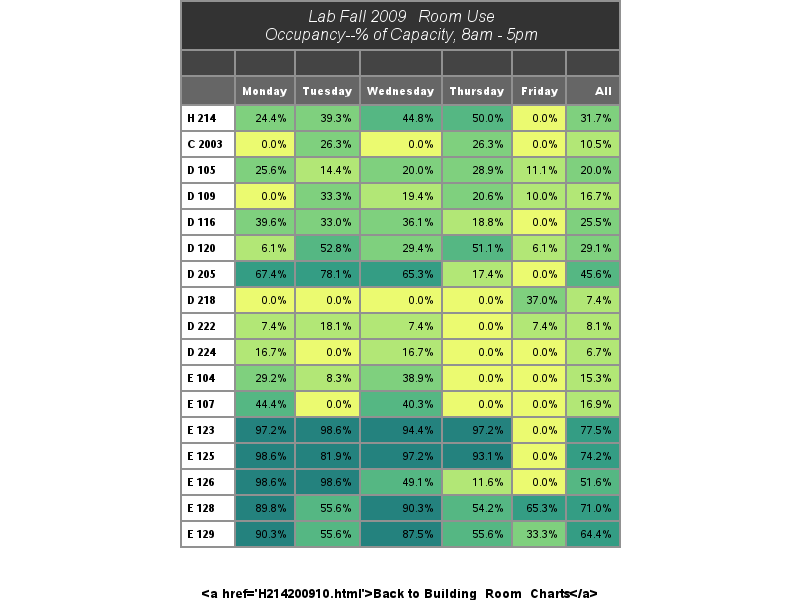 Lab Fall 2009 Room Use
Occupancy--% of Capacity, 8am - 5pm
Monday Tuesday Wednesday Thursday Friday All
H 214 24.4% 39.3% 44.8% 50.0% 0.0% 31.7%
C 2003 0.0% 26.3% 0.0% 26.3% 0.0% 10.5%
D 105 25.6% 14.4% 20.0% 28.9% 11.1% 20.0%
D 109 0.0% 33.3% 19.4% 20.6% 10.0% 16.7%
D 116 39.6% 33.0% 36.1% 18.8% 0.0% 25.5%
D 120 6.1% 52.8% 29.4% 51.1% 6.1% 29.1%
D 205 67.4% 78.1% 65.3% 17.4% 0.0% 45.6%
D 218 0.0% 0.0% 0.0% 0.0% 37.0% 7.4%
D 222 7.4% 18.1% 7.4% 0.0% 7.4% 8.1%
D 224 16.7% 0.0% 16.7% 0.0% 0.0% 6.7%
E 104 29.2% 8.3% 38.9% 0.0% 0.0% 15.3%
E 107 44.4% 0.0% 40.3% 0.0% 0.0% 16.9%
E 123 97.2% 98.6% 94.4% 97.2% 0.0% 77.5%
E 125 98.6% 81.9% 97.2% 93.1% 0.0% 74.2%
E 126 98.6% 98.6% 49.1% 11.6% 0.0% 51.6%
E 128 89.8% 55.6% 90.3% 54.2% 65.3% 71.0%
E 129 90.3% 55.6% 87.5% 55.6% 33.3% 64.4%
<a href='H214200910.html'>Back to Building_Room_Charts</a>